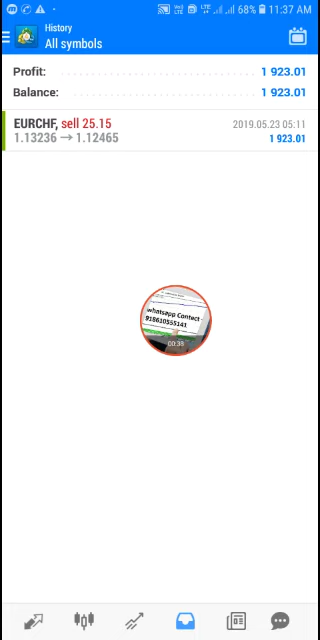 68% 11:37 AM
History
All symbols
Profit: 1 923.01
Balance: 1 923.01
EURCHF, sell 25.15 2019.05.23 05:11
1.13236 → 1.12465 1 923.01
whatsapp Contact -
918610555141
00:38